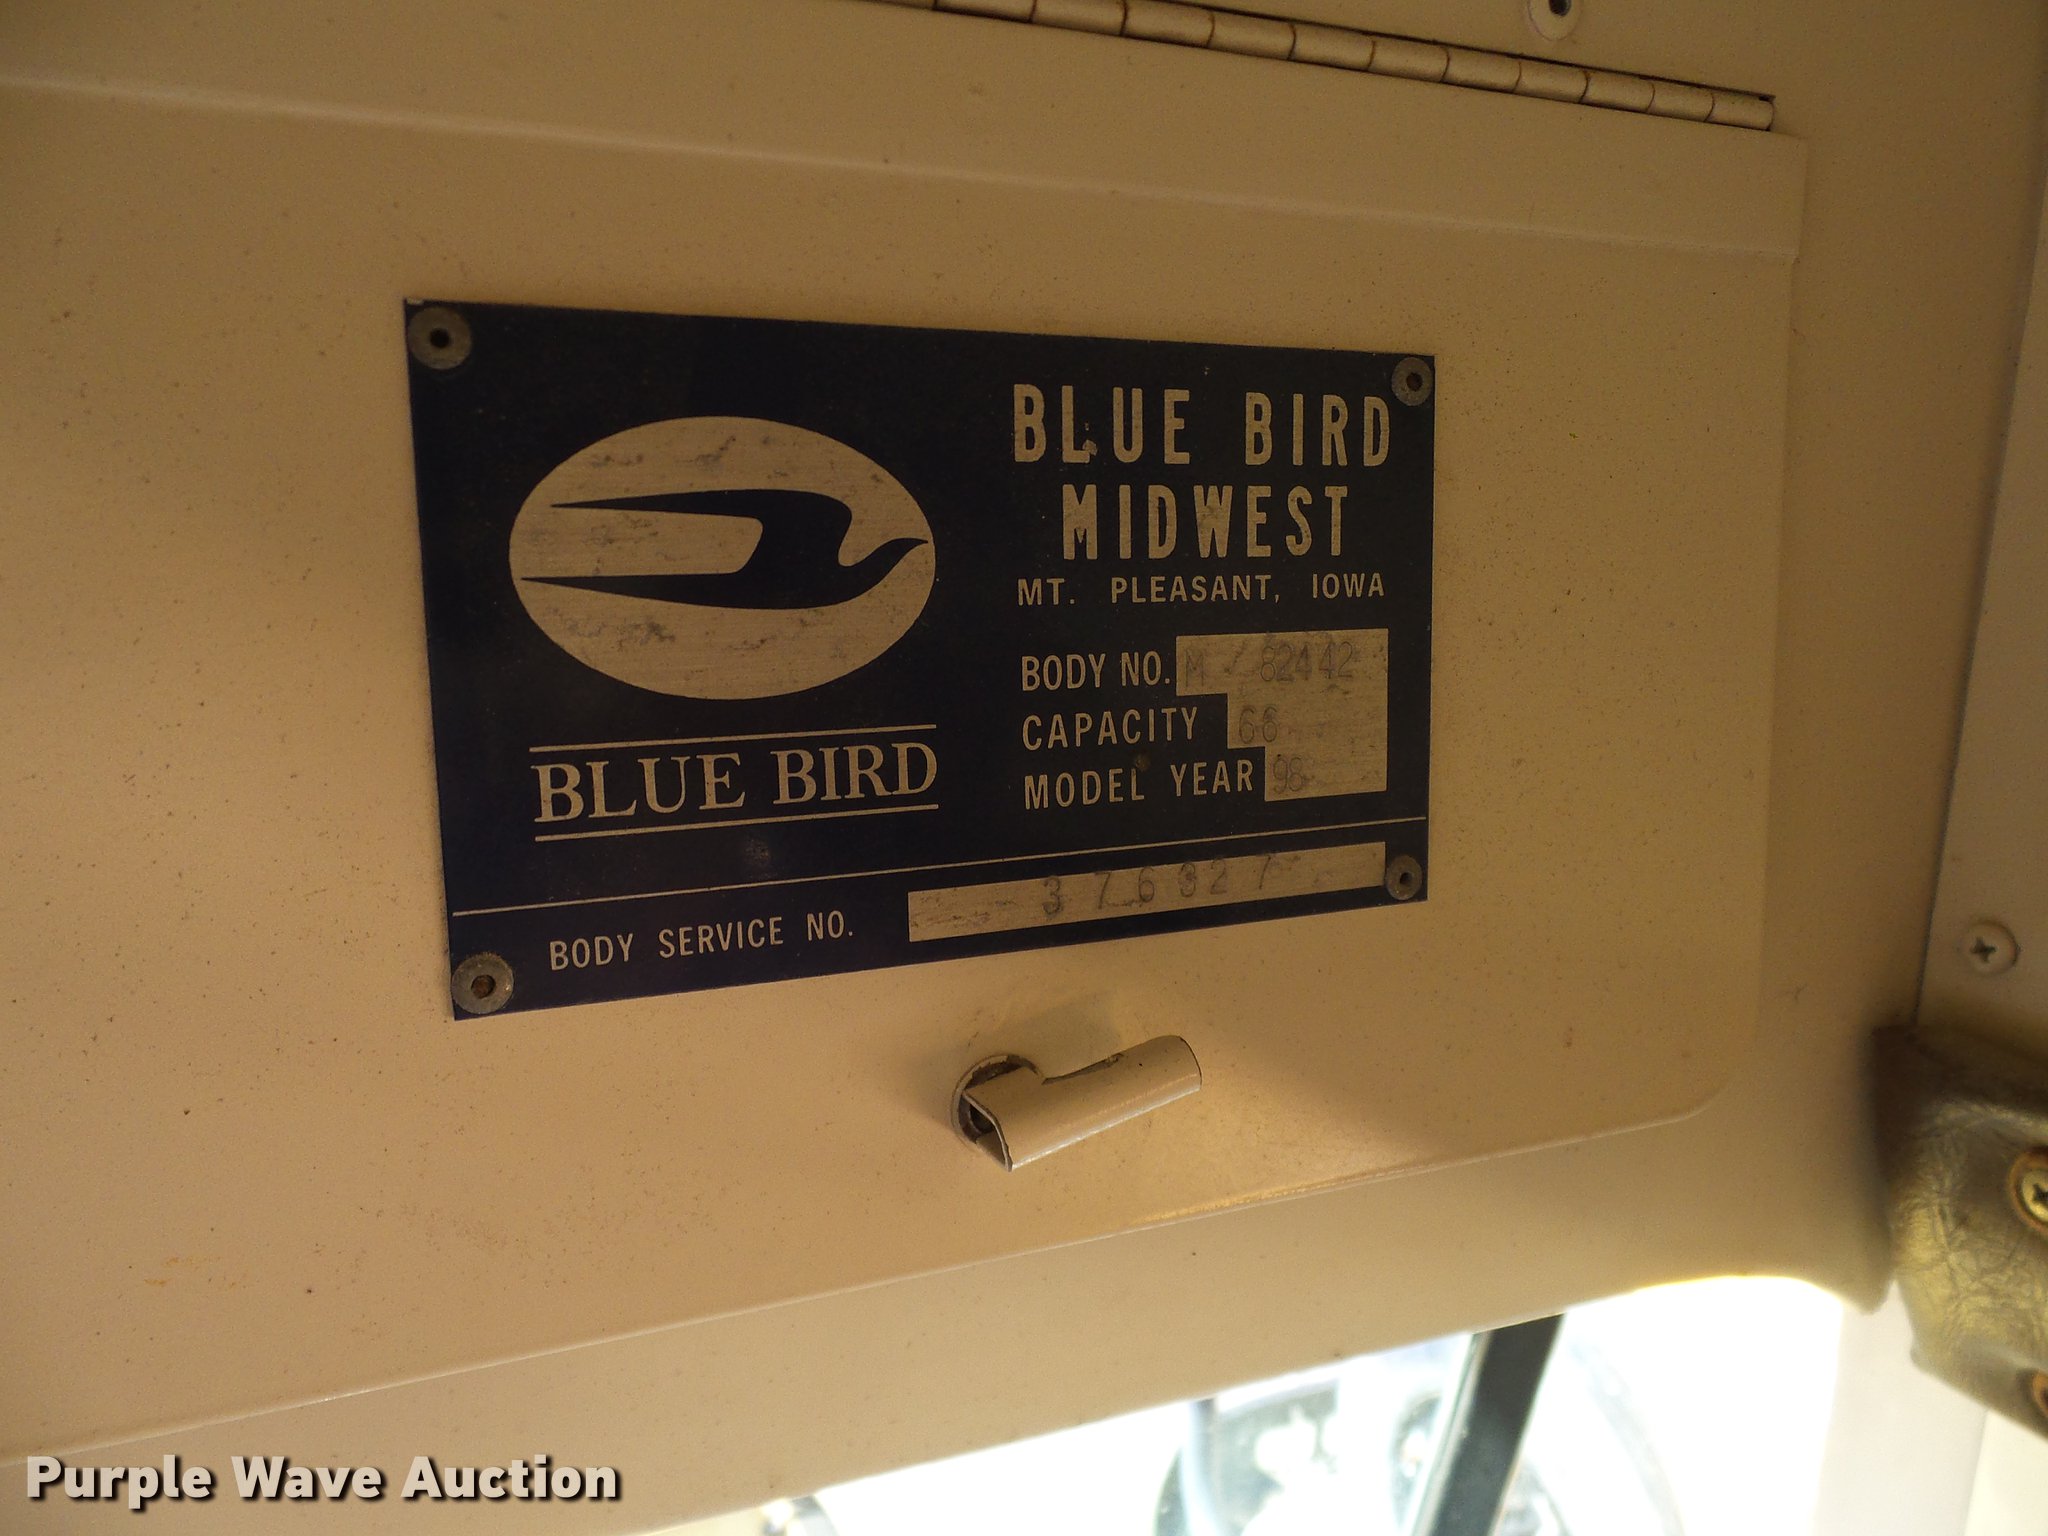 BLUE BIRD
MIDWEST
MT. PLEASANT, IOWA
BODY NO. M 82442
CAPACITY 66
MODEL YEAR 98
BLUE BIRD
BODY SERVICE NO. 376327
Purple Wave Auction